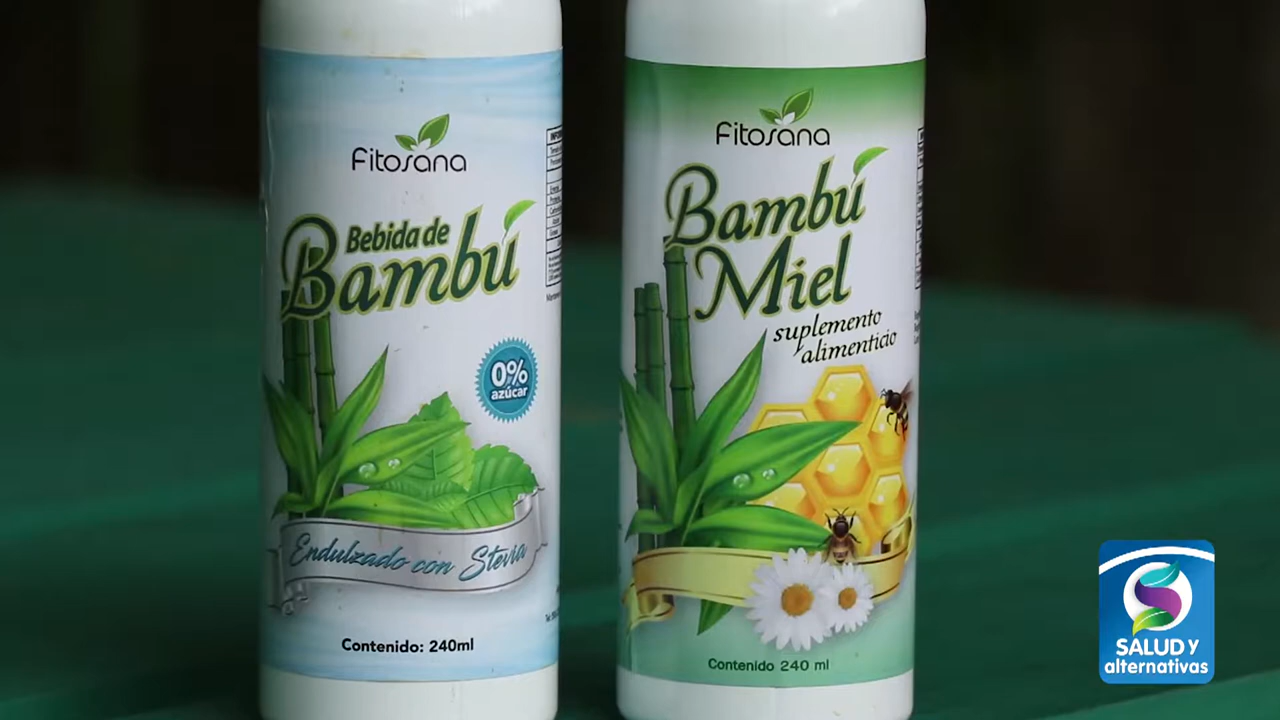 Fitosana
Bebida de
Bambú
0%
azúcar
Endulzado con Stevia
Contenido: 240ml
Fitosana
Bambú
Miel
suplemento
alimenticio
Contenido 240 ml
SALUD Y
alternativas